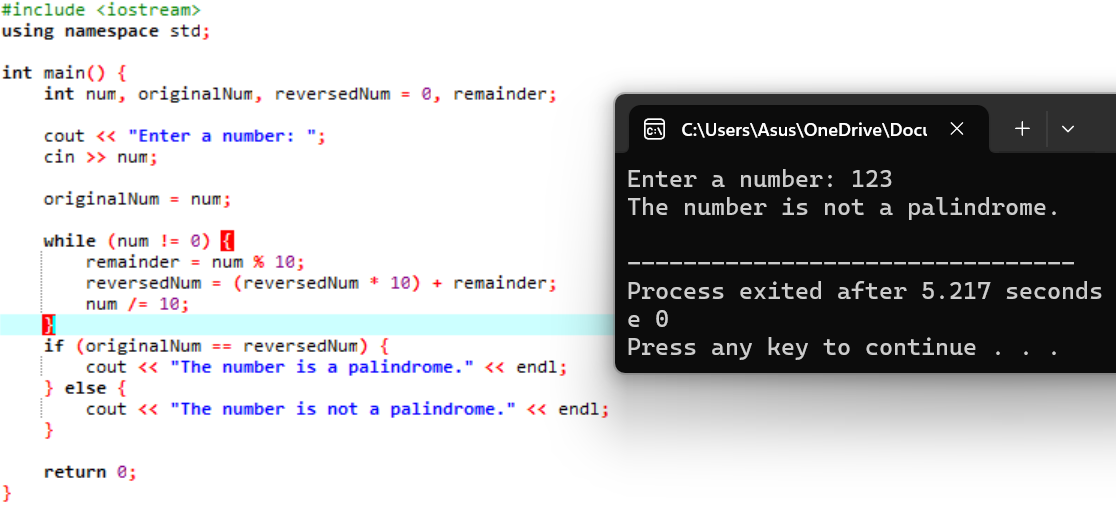 #include <iostream>
using namespace std;
int main() {
int num, originalNum, reversedNum = 0, remainder;
cout << "Enter a number: ";
cin >> num;
originalNum = num;
while (num != 0) {
remainder = num % 10;
reversedNum = (reversedNum * 10) + remainder;
num /= 10;
}
if (originalNum == reversedNum) {
cout << "The number is a palindrome." << endl;
} else {
cout << "The number is not a palindrome." << endl;
}
return 0;
}
C:\Users\Asus\OneDrive\Docu
Enter a number: 123
The number is not a palindrome.
--------------------------------
Process exited after 5.217 seconds
e 0
Press any key to continue . . .